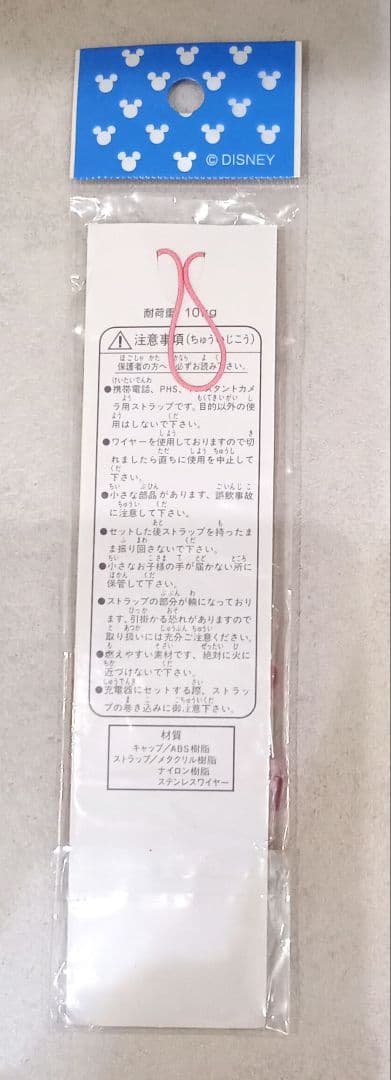 © DISNEY
耐荷重 10kg
注意事項(ちゅういじこう)
保護者の方へ 必ずお読み下さい。
●携帯電話、PHS、 スタントカメ
ラ用ストラップです。目的以外の使
用はしないで下さい。
●ワイヤーを使用しておりますので切
れましたら直ちに使用を中止して
下さい。
●小さな部品があります、誤飲事故
に注意して下さい。
●セットした後ストラップを持ったま
ま振り回さないで下さい。
●小さなお子様の手が届かない所に
保管して下さい。
●ストラップの部分が輪になっており
ます、引掛かる恐れがありますので
取り扱いには充分ご注意ください。
●燃えやすい素材です、絶対に火に
近づけないで下さい。
●充電器にセットする際、ストラッ
プの巻き込みに御注意下さい。
材質
キャップ/ABS樹脂
ストラップ/メタクリル樹脂
ナイロン樹脂
ステンレスワイヤー